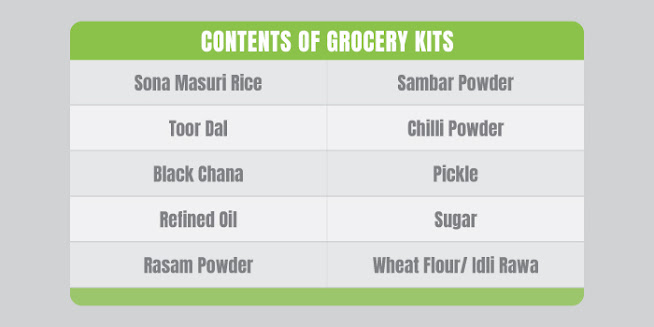 CONTENTS OF GROCERY KITS
Sona Masuri Rice
Sambar Powder
Toor Dal
Chilli Powder
Black Chana
Pickle
Refined Oil
Sugar
Rasam Powder
Wheat Flour/ Idli Rawa